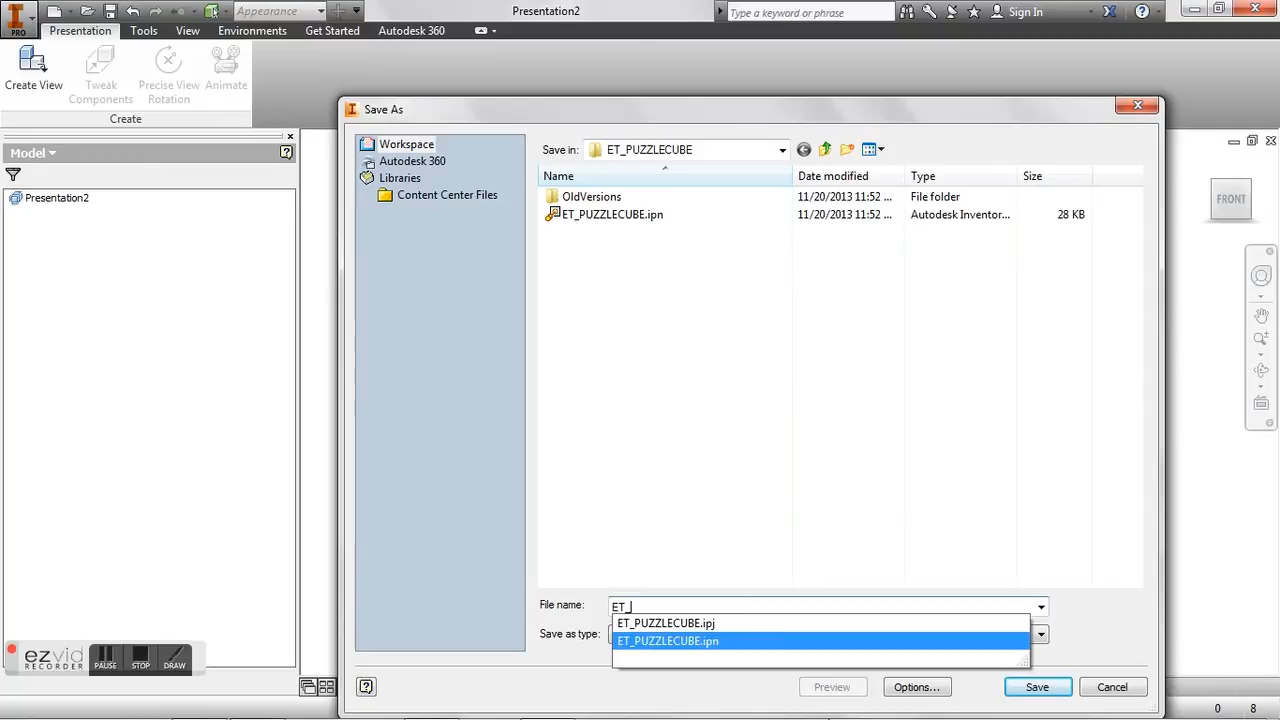 Appearance
Presentation2
Type a keyword or phrase
Sign In
PRO
Presentation
Tools
View
Environments
Get Started
Autodesk 360
Create View
Tweak
Components
Precise View
Rotation
Animate
Create
Model
Presentation2
Save As
Workspace
Autodesk 360
Libraries
Content Center Files
Save in:
ET_PUZZLECUBE
Name
Date modified
Type
Size
OldVersions
11/20/2013 11:52 ...
File folder
ET_PUZZLECUBE.ipn
11/20/2013 11:52 ...
Autodesk Inventor...
28 KB
FRONT
File name:
ET_
ET_PUZZLECUBE.ipj
Save as type:
ET_PUZZLECUBE.ipn
Preview
Options...
Save
Cancel
ezvid
RECORDER
PAUSE
STOP
DRAW
0
8